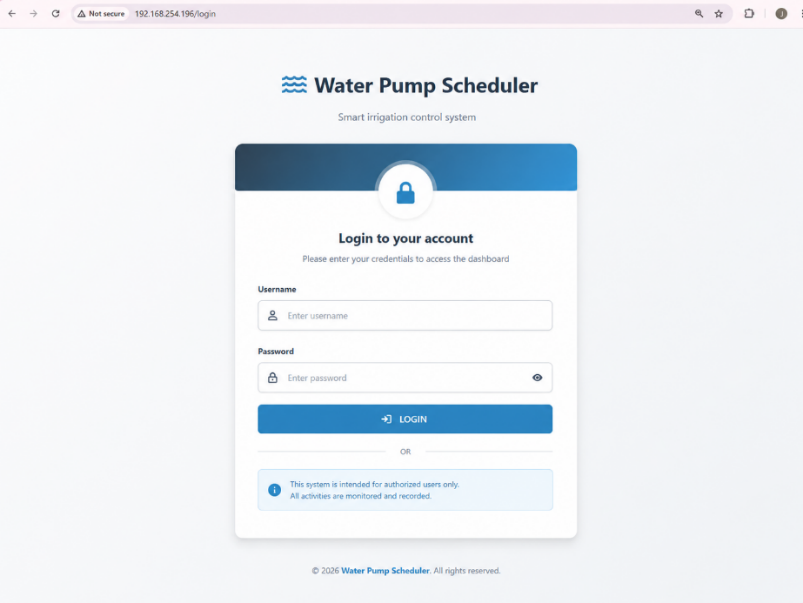 Not secure 192.168.254.196/login
J
Water Pump Scheduler
Smart irrigation control system
Login to your account
Please enter your credentials to access the dashboard
Username
Enter username
Password
Enter password
LOGIN
OR
This system is intended for authorized users only.
All activities are monitored and recorded.
© 2026 Water Pump Scheduler. All rights reserved.